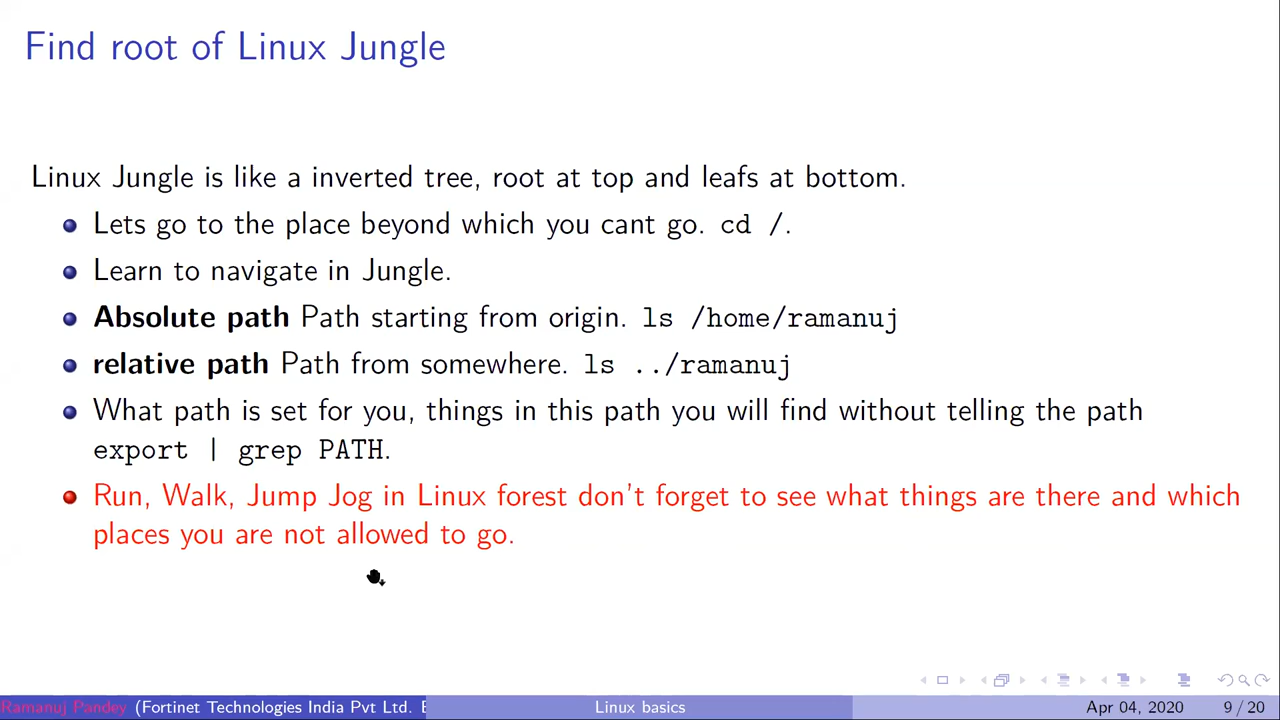 Find root of Linux Jungle
Linux Jungle is like a inverted tree, root at top and leafs at bottom.
Lets go to the place beyond which you cant go. cd /.
Learn to navigate in Jungle.
Absolute path Path starting from origin. ls /home/ramanuj
relative path Path from somewhere. ls ../ramanuj
What path is set for you, things in this path you will find without telling the path
export | grep PATH.
Run, Walk, Jump Jog in Linux forest don't forget to see what things are there and which
places you are not allowed to go.
Ramanuj Pandey (Fortinet Technologies India Pvt Ltd. Linux basics Apr 04, 2020 9 / 20